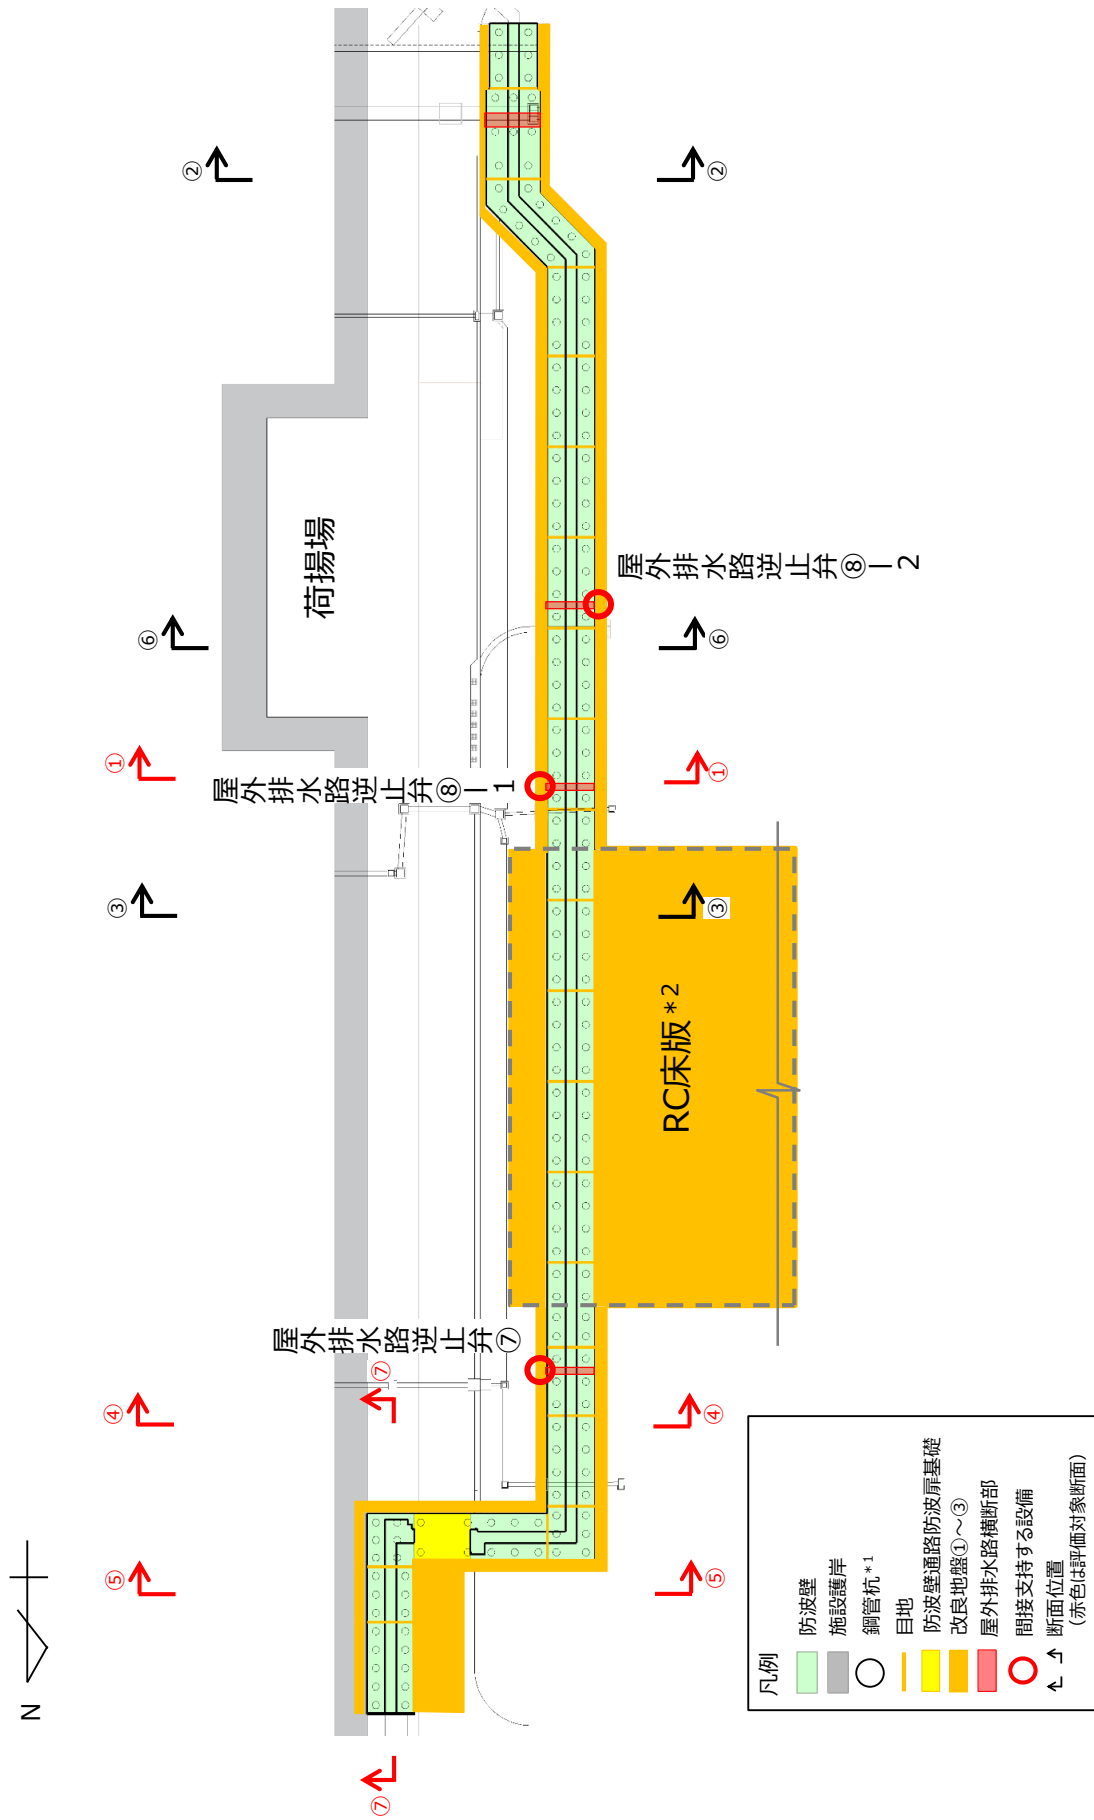 ②
②
荷揚場
屋外排水路逆止弁⑧－2
⑥
⑥
①
①
屋外排水路逆止弁⑧－1
③
③
RC床版*2
屋外排水路逆止弁⑦
⑦
④
④
⑤
⑤
⑦
N
凡例
防波壁
施設護岸
鋼管杭*1
目地
防波壁通路防波扉基礎
改良地盤①～③
屋外排水路横断部
間接支持する設備
断面位置
(赤色は評価対象断面)